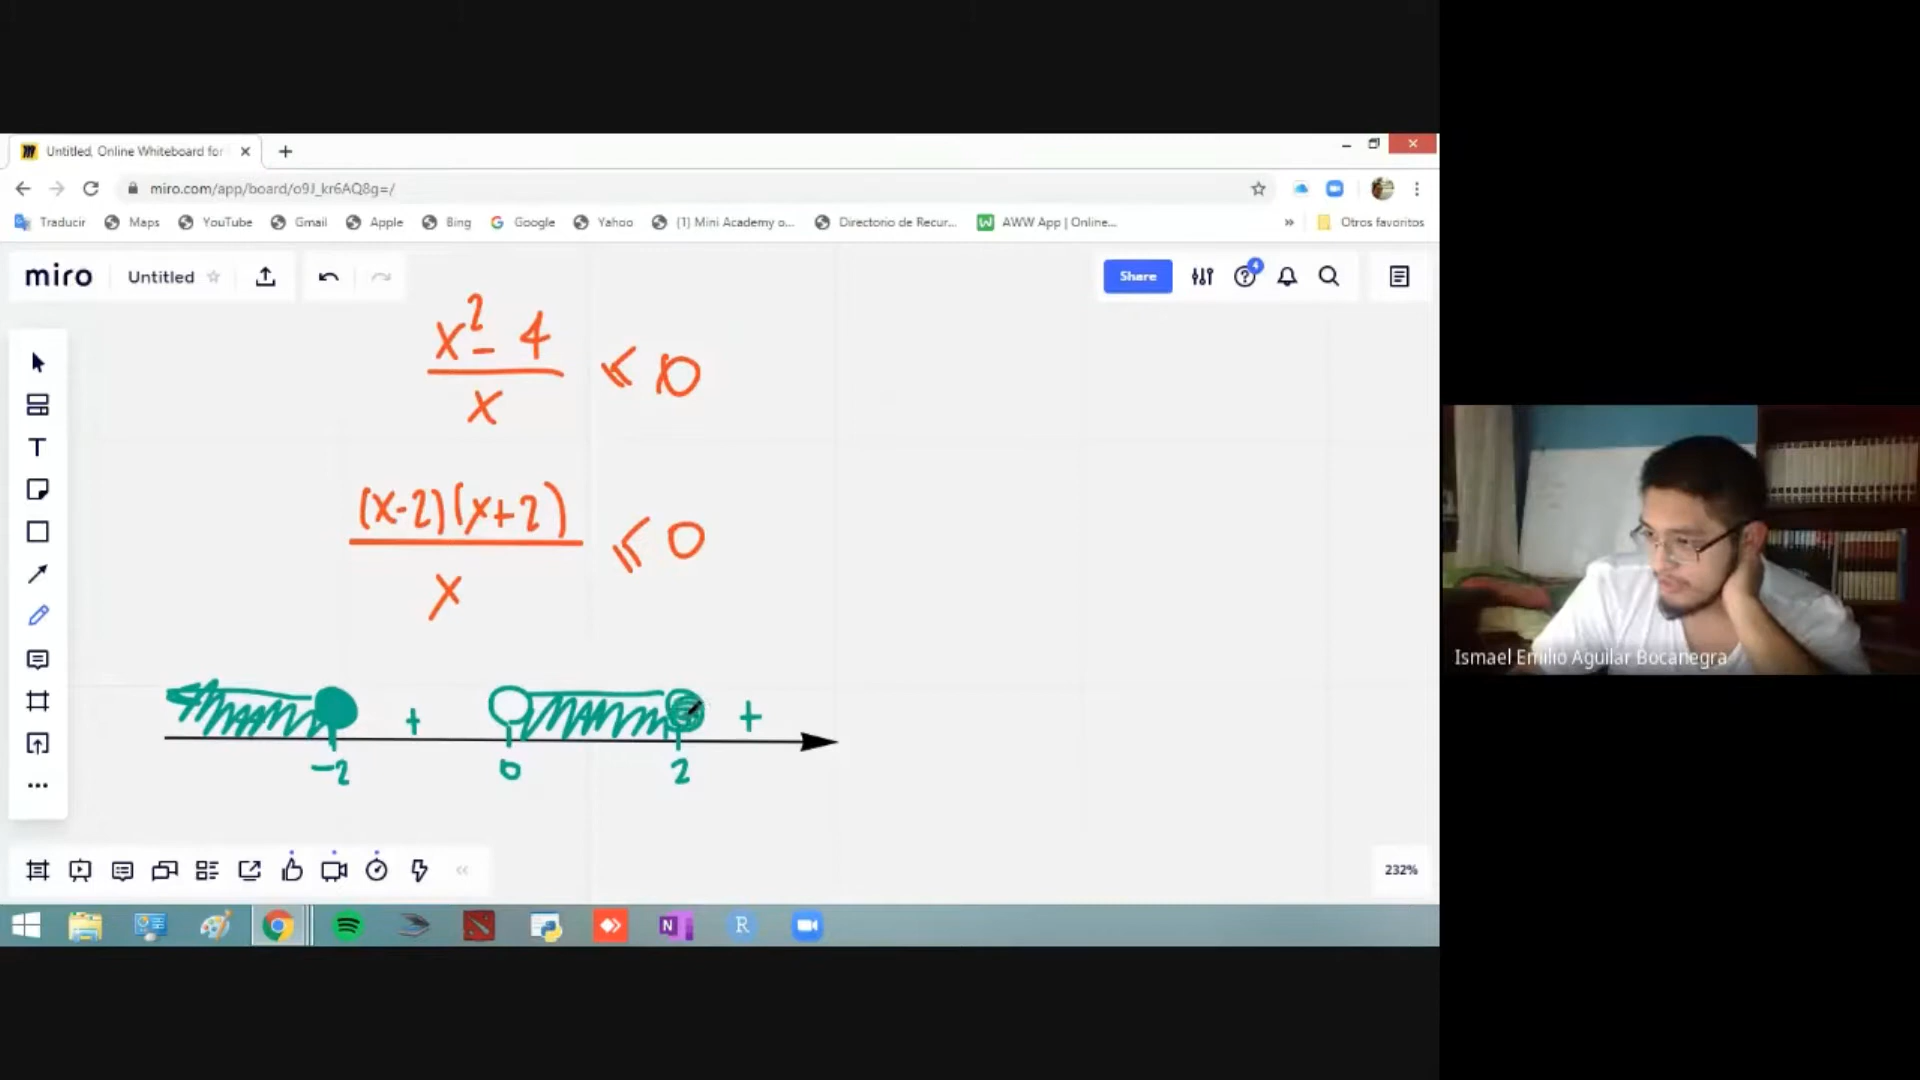 Untitled, Online Whiteboard for
miro.com/app/board/o9J_kr6AQ8g=/
Traducir Maps YouTube Gmail Apple Bing Google Yahoo (1) Mini Academy o... Directorio de Recur... AWW App | Online... » Otros favoritos
miro Untitled Share 4
x² - 4
x
≤ 0
(x-2)(x+2)
x
≤ 0
+ +
-2 0 2
Ismael Emilio Aguilar Bocanegra
232%
N R